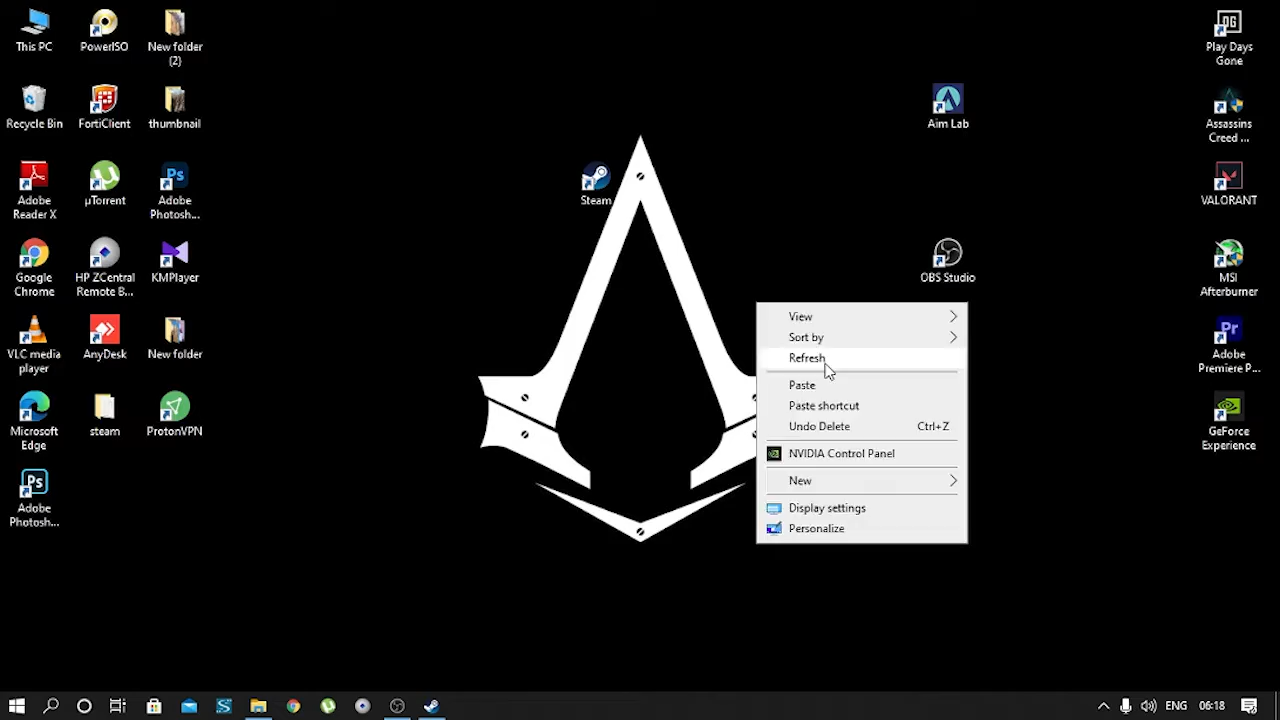 This PC
PowerISO
New folder
(2)
Recycle Bin
FortiClient
thumbnail
Adobe
Reader X
µTorrent
Adobe
Photosh...
Google
Chrome
HP ZCentral
Remote B...
KMPlayer
VLC media
player
AnyDesk
New folder
Microsoft
Edge
steam
ProtonVPN
Adobe
Photosh...
Steam
Aim Lab
OBS Studio
Play Days
Gone
Assassins
Creed ...
VALORANT
MSI
Afterburner
Adobe
Premiere P...
GeForce
Experience
View
Sort by
Refresh
Paste
Paste shortcut
Undo Delete Ctrl+Z
NVIDIA Control Panel
New
Display settings
Personalize
ENG 06:18